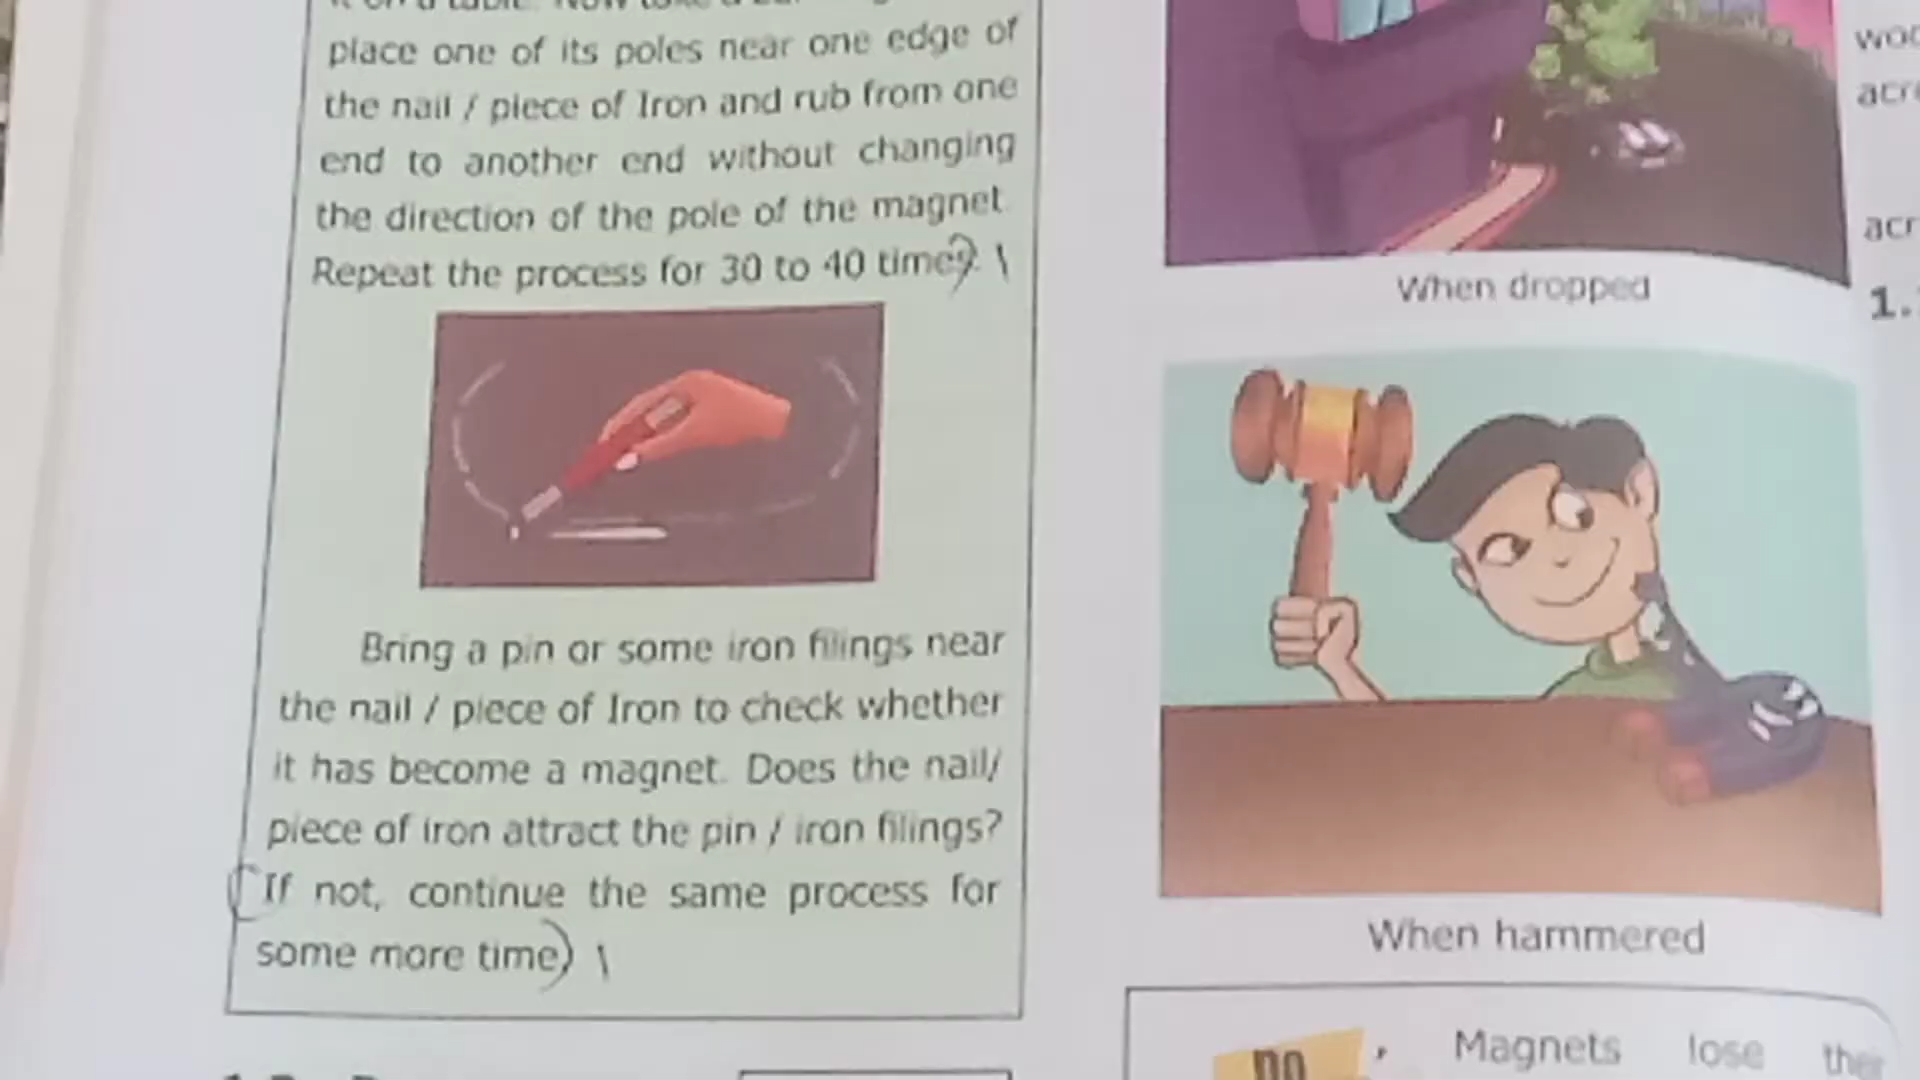 place one of its poles near one edge of
the nail / piece of Iron and rub from one
end to another end without changing
the direction of the pole of the magnet.
Repeat the process for 30 to 40 times.
Bring a pin or some iron filings near
the nail / piece of Iron to check whether
it has become a magnet. Does the nail/
piece of iron attract the pin / iron filings?
If not, continue the same process for
some more time.
When dropped
When hammered
DO
Magnets lose their
acr
1.